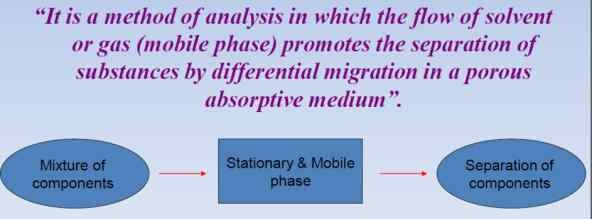 “It is a method of analysis in which the flow of solvent
or gas (mobile phase) promotes the separation of
substances by differential migration in a porous
absorptive medium”.
Mixture of
components
Stationary & Mobile
phase
Separation of
components